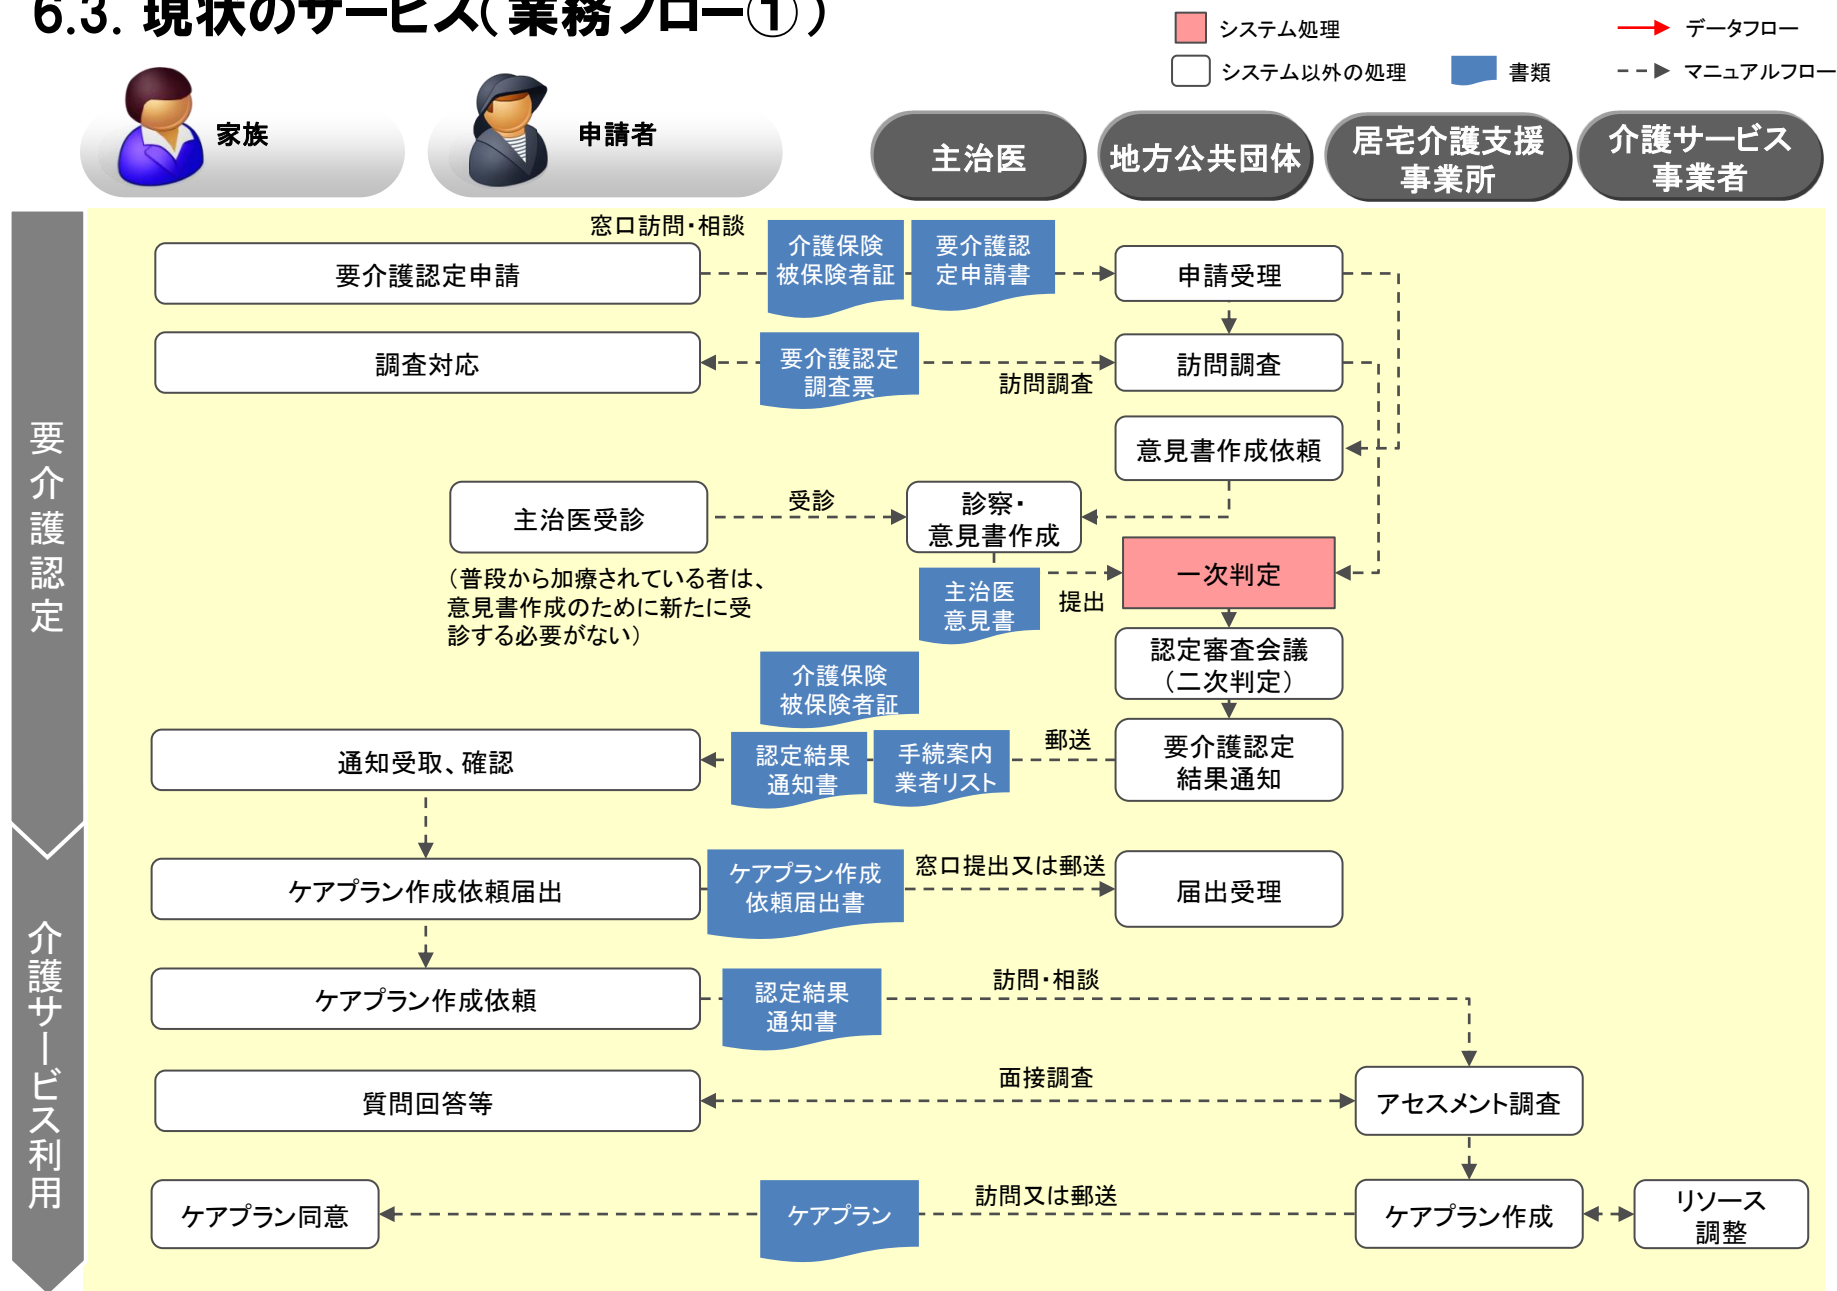 6.3. 現状のサービス（業務フロー①）
システム処理
データフロー
システム以外の処理
書類
マニュアルフロー
家族
申請者
主治医
地方公共団体
居宅介護支援
事業所
介護サービス
事業者
要介護認定
窓口訪問・相談
要介護認定申請
介護保険
被保険者証
要介護認
定申請書
申請受理
調査対応
要介護認定
調査票
訪問調査
訪問調査
意見書作成依頼
主治医受診
受診
診察・
意見書作成
（普段から加療されている者は、
意見書作成のために新たに受
診する必要がない）
主治医
意見書
提出
一次判定
認定審査会議
（二次判定）
介護保険
被保険者証
通知受取、確認
認定結果
通知書
手続案内
業者リスト
郵送
要介護認定
結果通知
介護サービス利用
ケアプラン作成依頼届出
ケアプラン作成
依頼届出書
窓口提出又は郵送
届出受理
ケアプラン作成依頼
認定結果
通知書
訪問・相談
質問回答等
面接調査
アセスメント調査
ケアプラン同意
ケアプラン
訪問又は郵送
ケアプラン作成
リソース
調整